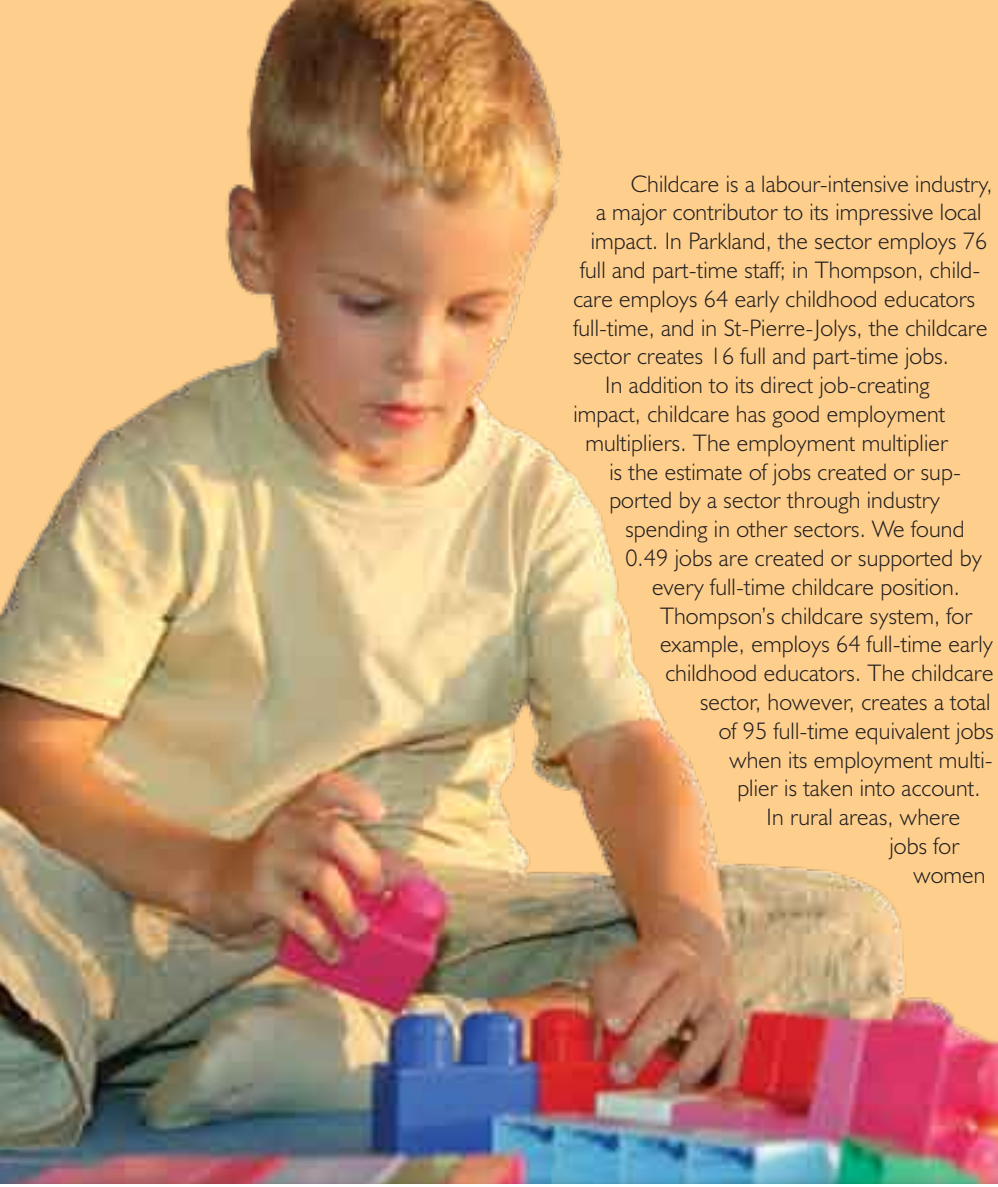 Childcare is a labour-intensive industry,
a major contributor to its impressive local
impact. In Parkland, the sector employs 76
full and part-time staff; in Thompson, child-
care employs 64 early childhood educators
full-time, and in St-Pierre-Jolys, the childcare
sector creates 16 full and part-time jobs.
In addition to its direct job-creating
impact, childcare has good employment
multipliers. The employment multiplier
is the estimate of jobs created or sup-
ported by a sector through industry
spending in other sectors. We found
0.49 jobs are created or supported by
every full-time childcare position.
Thompson's childcare system, for
example, employs 64 full-time early
childhood educators. The childcare
sector, however, creates a total
of 95 full-time equivalent jobs
when its employment multi-
plier is taken into account.
In rural areas, where
jobs for
women